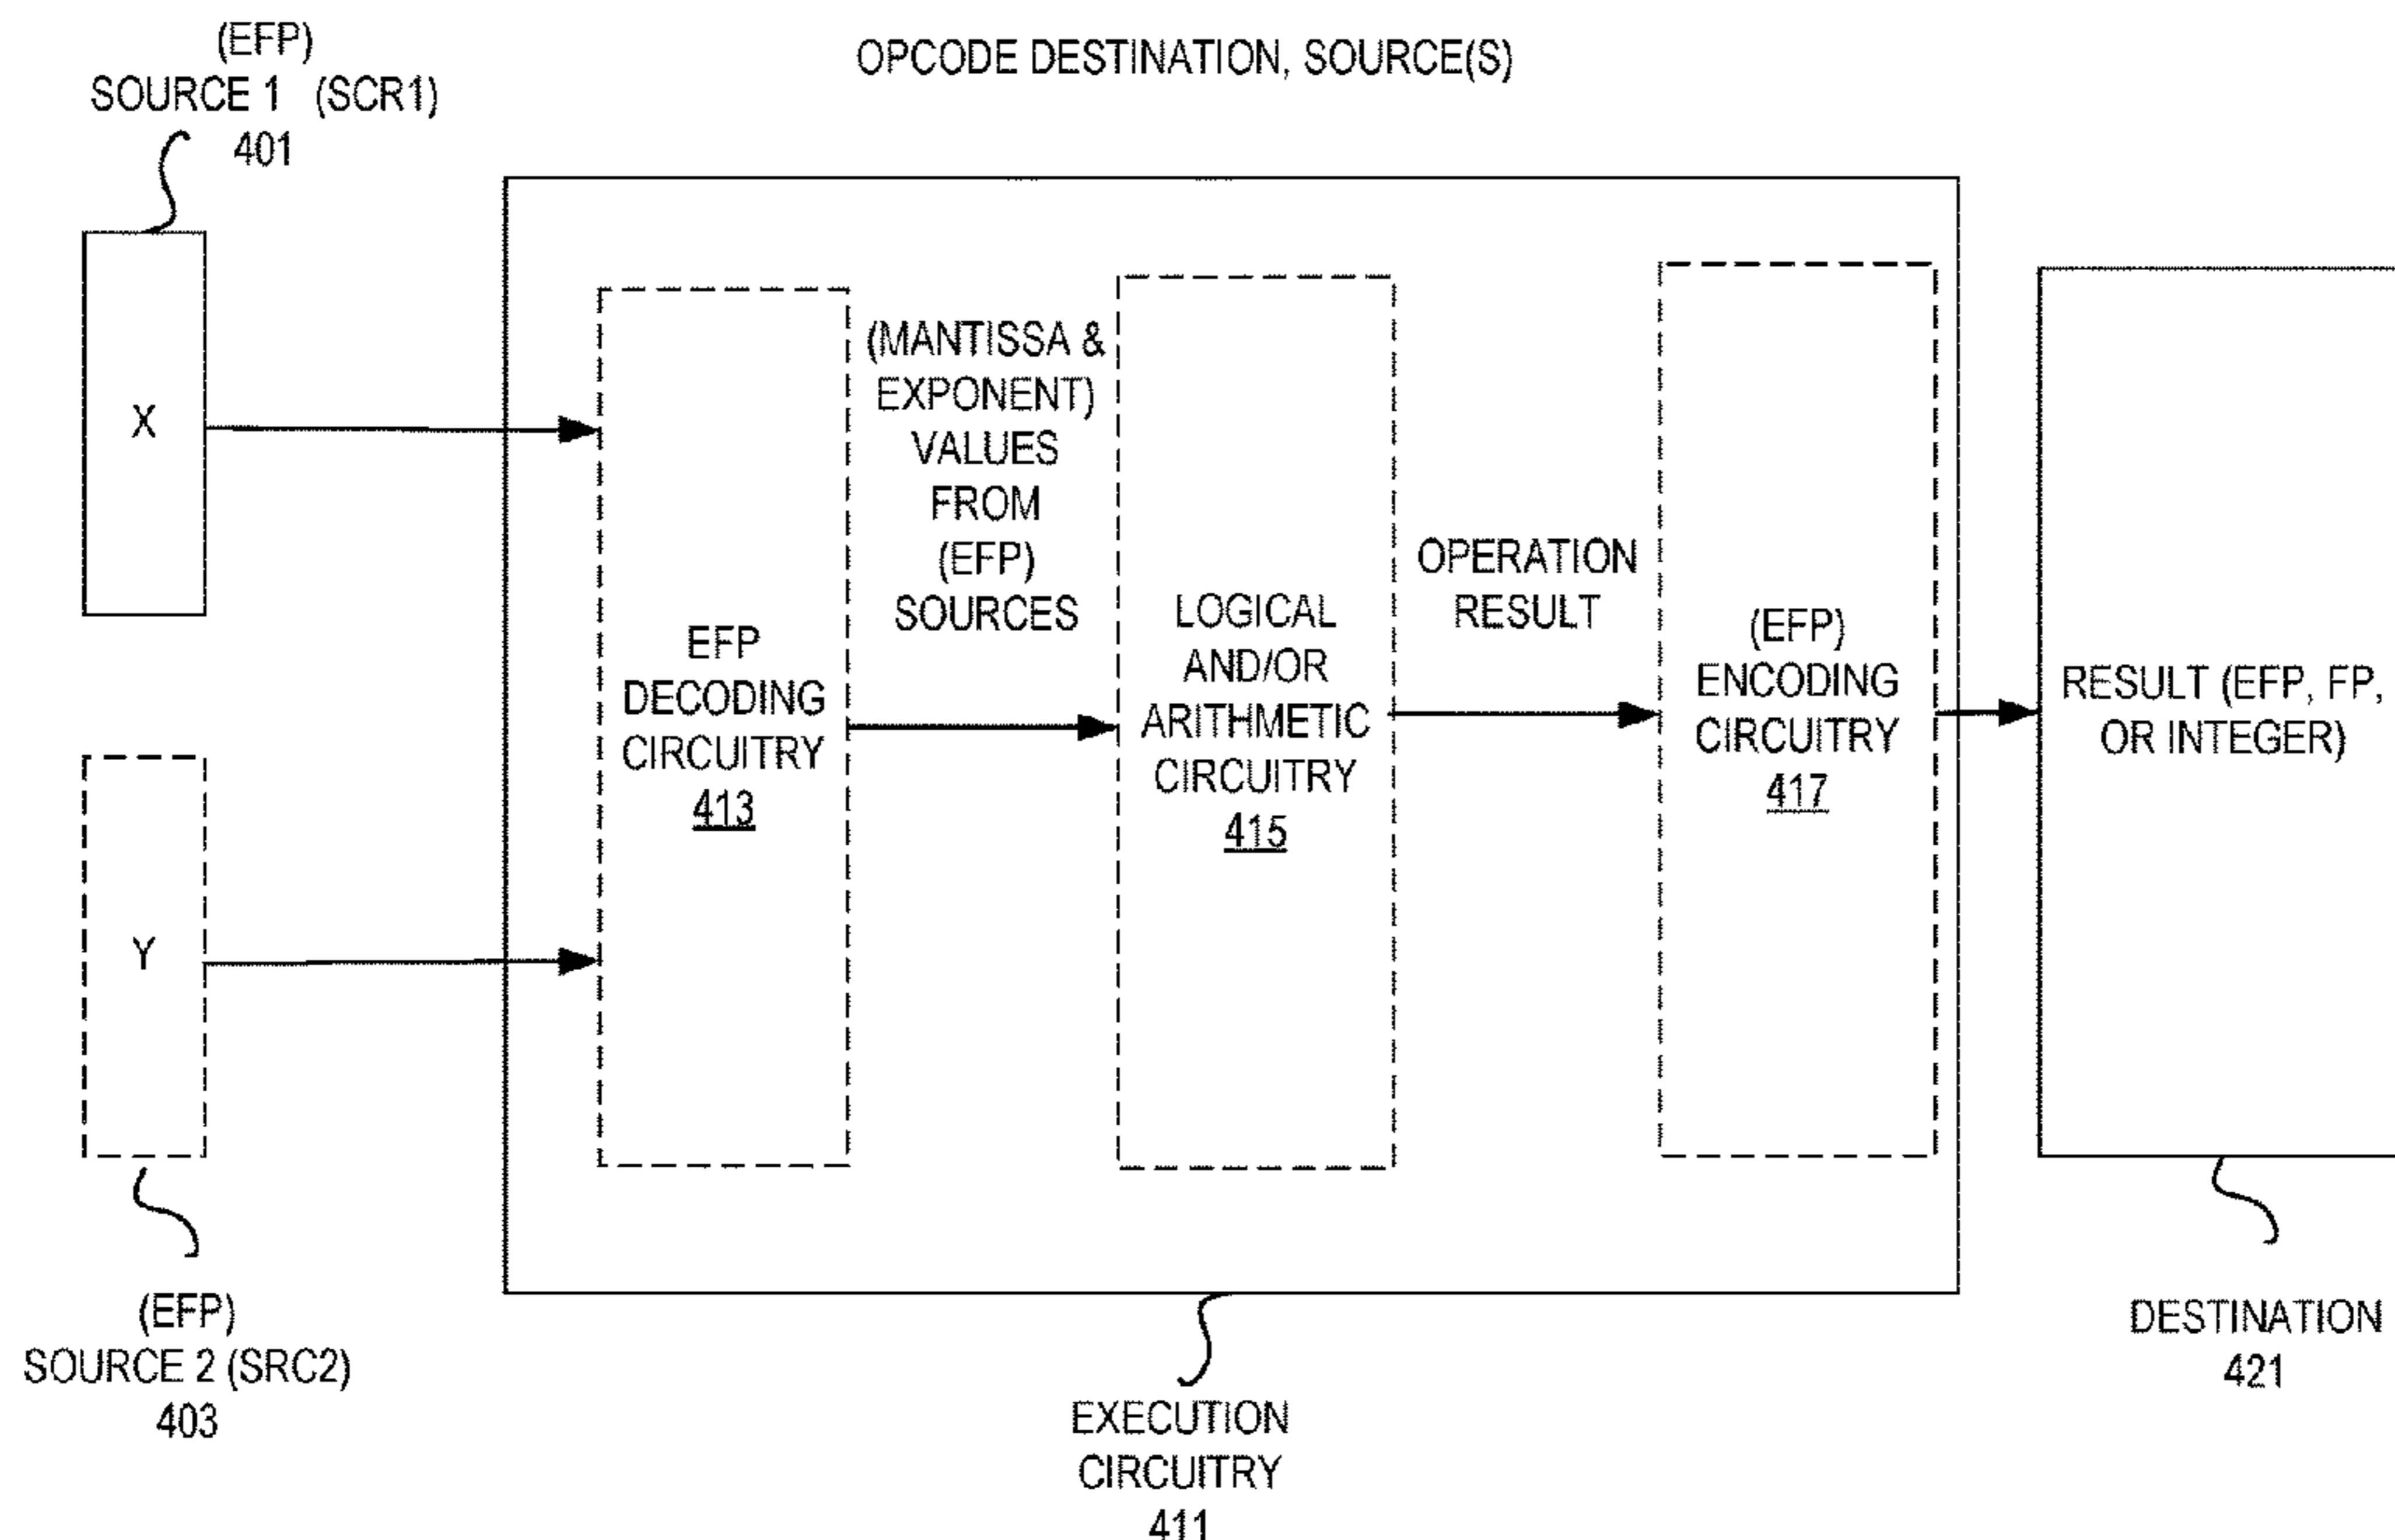 (EFP)
SOURCE 1 (SCR1)
401
OPCODE DESTINATION, SOURCE(S)
X
Y
(EFP)
SOURCE 2 (SRC2)
403
EFP
DECODING
CIRCUITRY
413
(MANTISSA &
EXPONENT)
VALUES
FROM
(EFP)
SOURCES
LOGICAL
AND/OR
ARITHMETIC
CIRCUITRY
415
OPERATION
RESULT
(EFP)
ENCODING
CIRCUITRY
417
RESULT (EFP, FP,
OR INTEGER)
EXECUTION
CIRCUITRY
411
DESTINATION
421